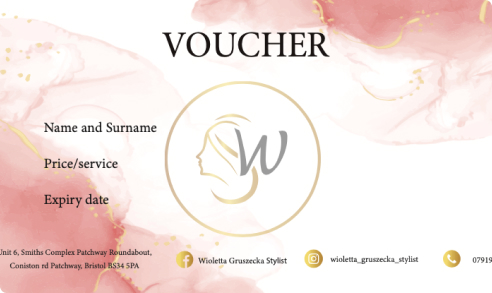 VOUCHER
W
Name and Surname
Price/service
Expiry date
Unit 6, Smiths Complex Patchway Roundabout,
Coniston rd Patchway, Bristol BS34 5PA
Wioletta Gruszecka Stylist
wioletta_gruszecka_stylist
07919